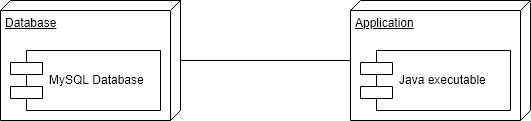 Database
MySQL Database
Application
Java executable